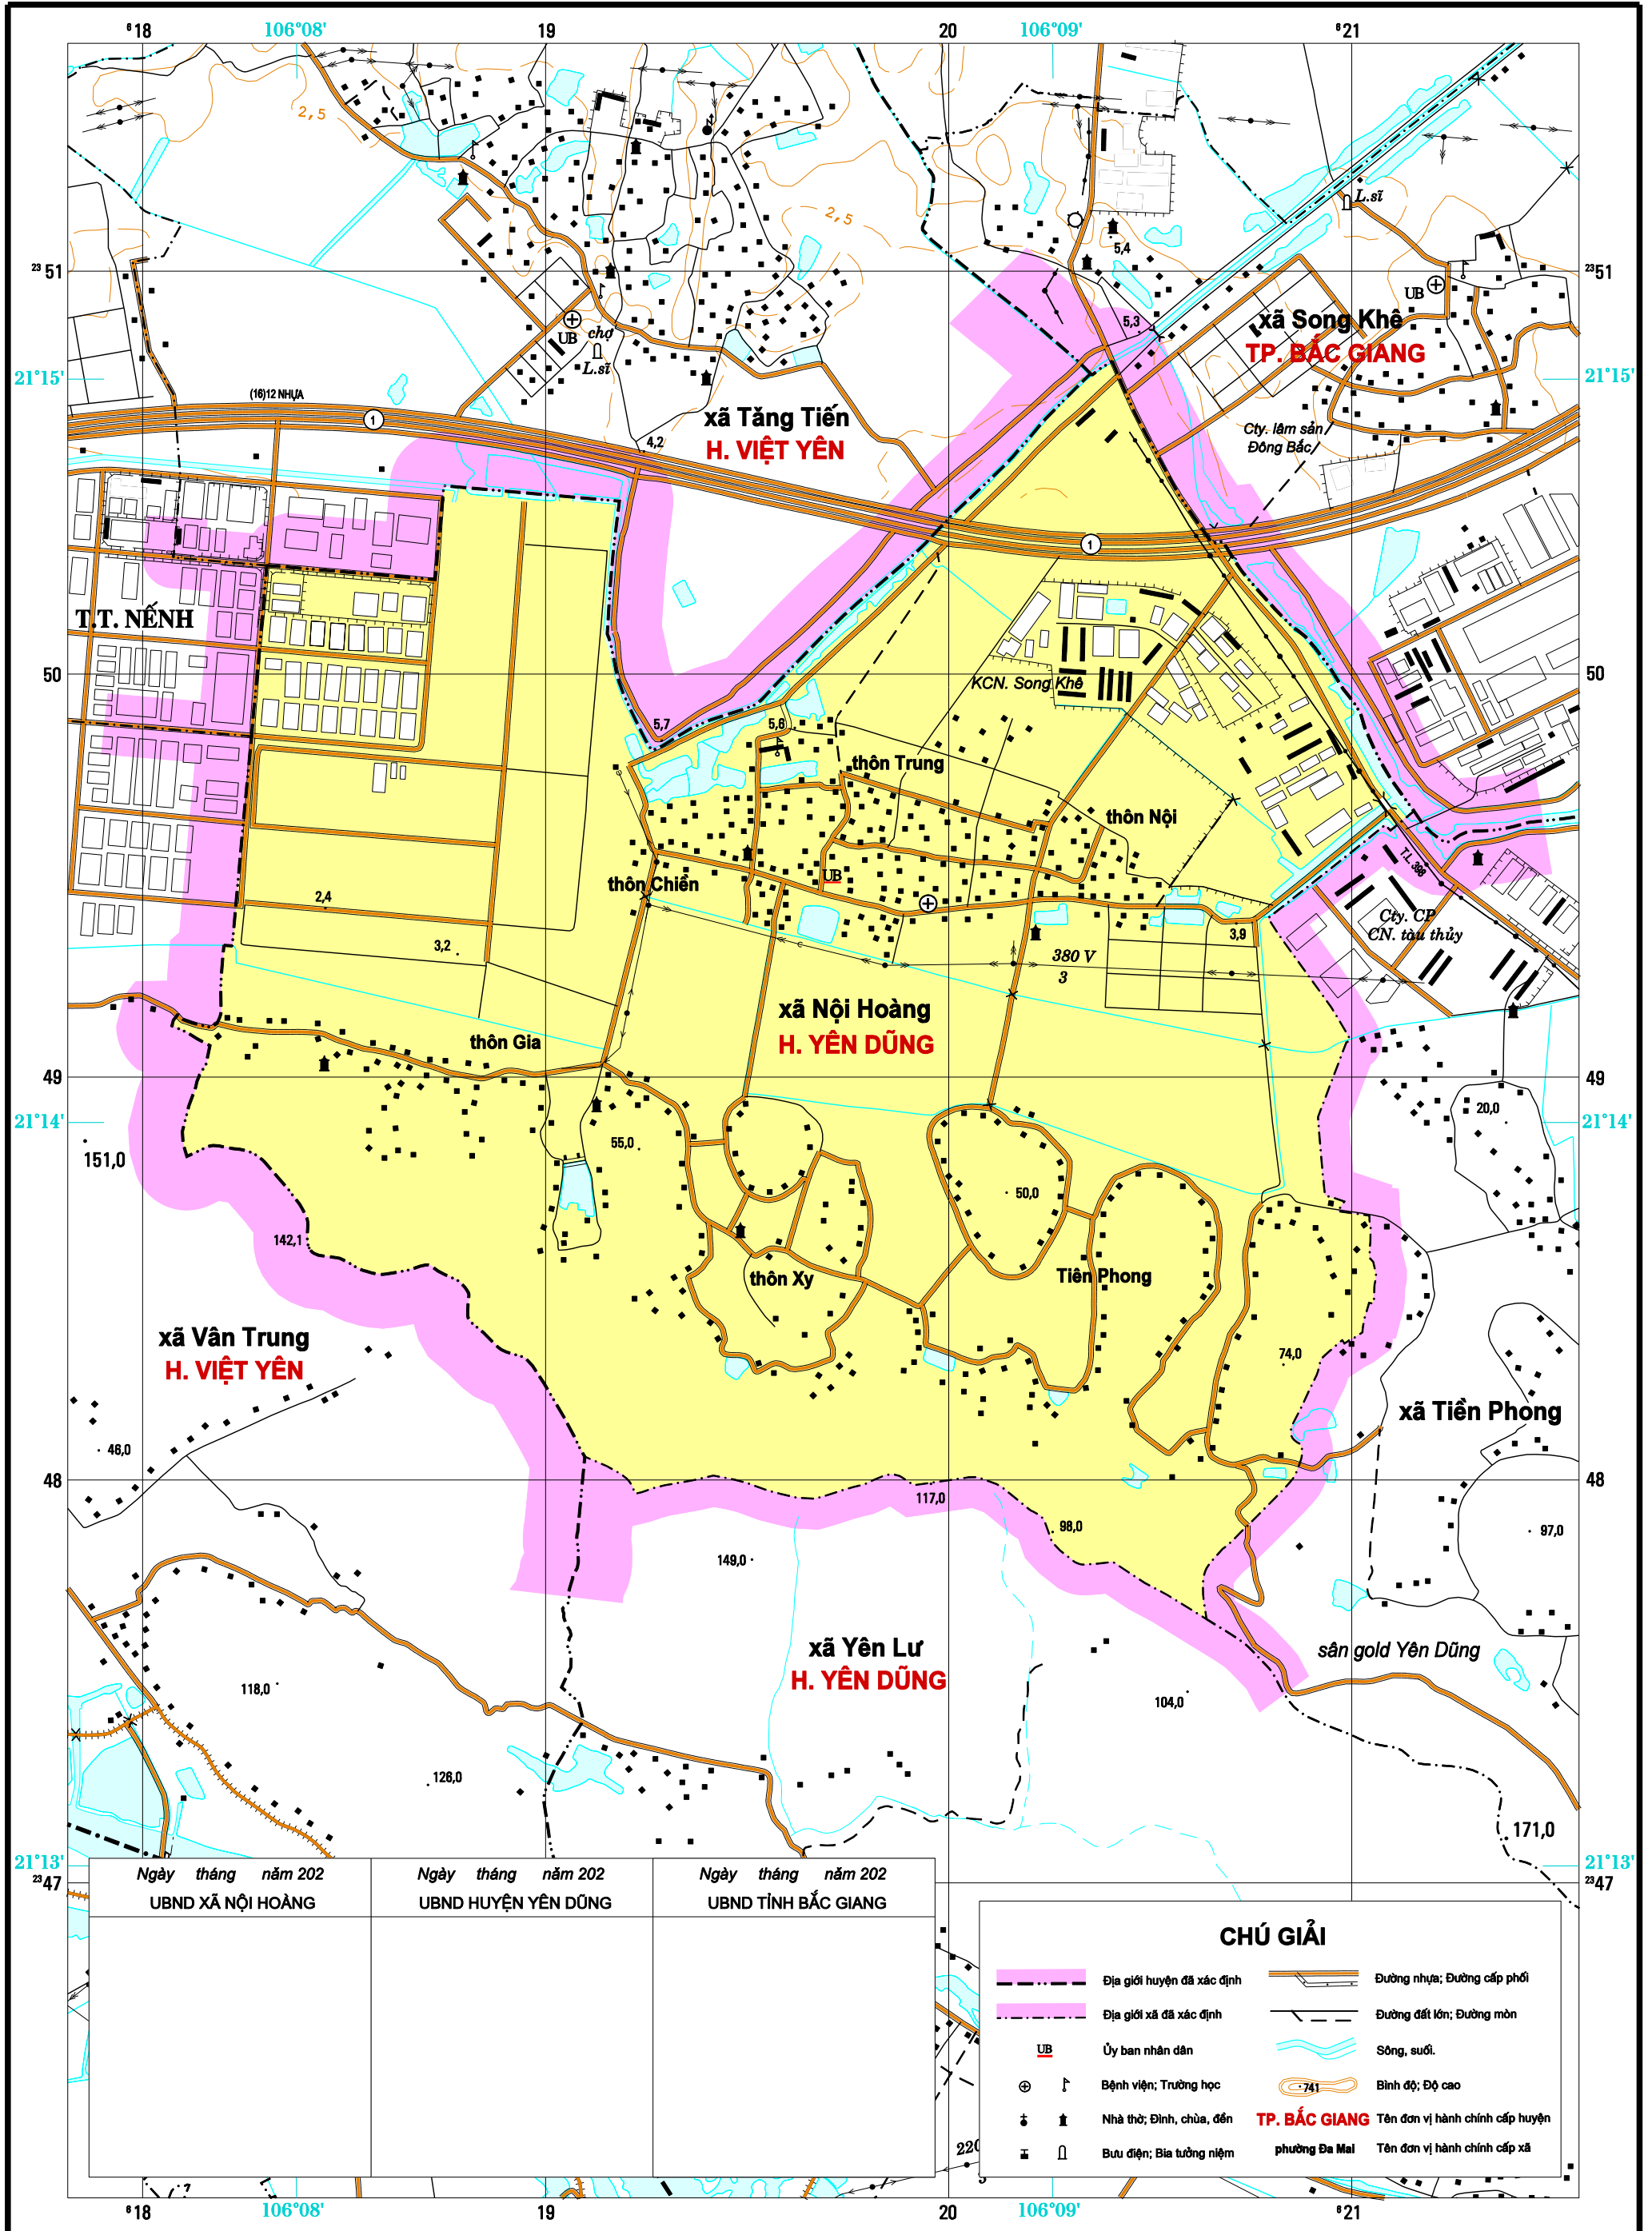 ⁶18
106°08'
19
20
106°09'
⁶21
2,5
2,5
L.sĩ
5,4
²³51
²³51
UB
UB
chợ
L.sĩ
5,3
xã Song Khê
TP. BẮC GIANG
21°15'
21°15'
(16)12 NHỰA
1
xã Tăng Tiến
H. VIỆT YÊN
4,2
Cty. lâm sản
Đông Bắc
1
T.T. NẾNH
50
50
KCN. Song Khê
5,7
5,6
thôn Trung
thôn Nội
T.L 398
UB
thôn Chiền
2,4
3,2
3,9
Cty. CP
CN. tàu thủy
380 V
3
xã Nội Hoàng
H. YÊN DŨNG
thôn Gia
49
49
20,0
21°14'
21°14'
151,0
55,0
50,0
142,1
thôn Xy
Tiên Phong
xã Vân Trung
H. VIỆT YÊN
74,0
xã Tiền Phong
46,0
48
48
117,0
98,0
97,0
149,0
xã Yên Lư
H. YÊN DŨNG
sân gold Yên Dũng
118,0
104,0
126,0
171,0
21°13'
21°13'
²³47
²³47
Ngày tháng năm 202
UBND XÃ NỘI HOÀNG
Ngày tháng năm 202
UBND HUYỆN YÊN DŨNG
Ngày tháng năm 202
UBND TỈNH BẮC GIANG
CHÚ GIẢI
Địa giới huyện đã xác định
Đường nhựa; Đường cấp phối
Địa giới xã đã xác định
Đường đất lớn; Đường mòn
UB
Ủy ban nhân dân
Sông, suối.
Bệnh viện; Trường học
741
Bình độ; Độ cao
Nhà thờ; Đình, chùa, đền
TP. BẮC GIANG
Tên đơn vị hành chính cấp huyện
Bưu điện; Bia tưởng niệm
phường Đa Mai
Tên đơn vị hành chính cấp xã
220
⁶18
106°08'
19
20
106°09'
⁶21